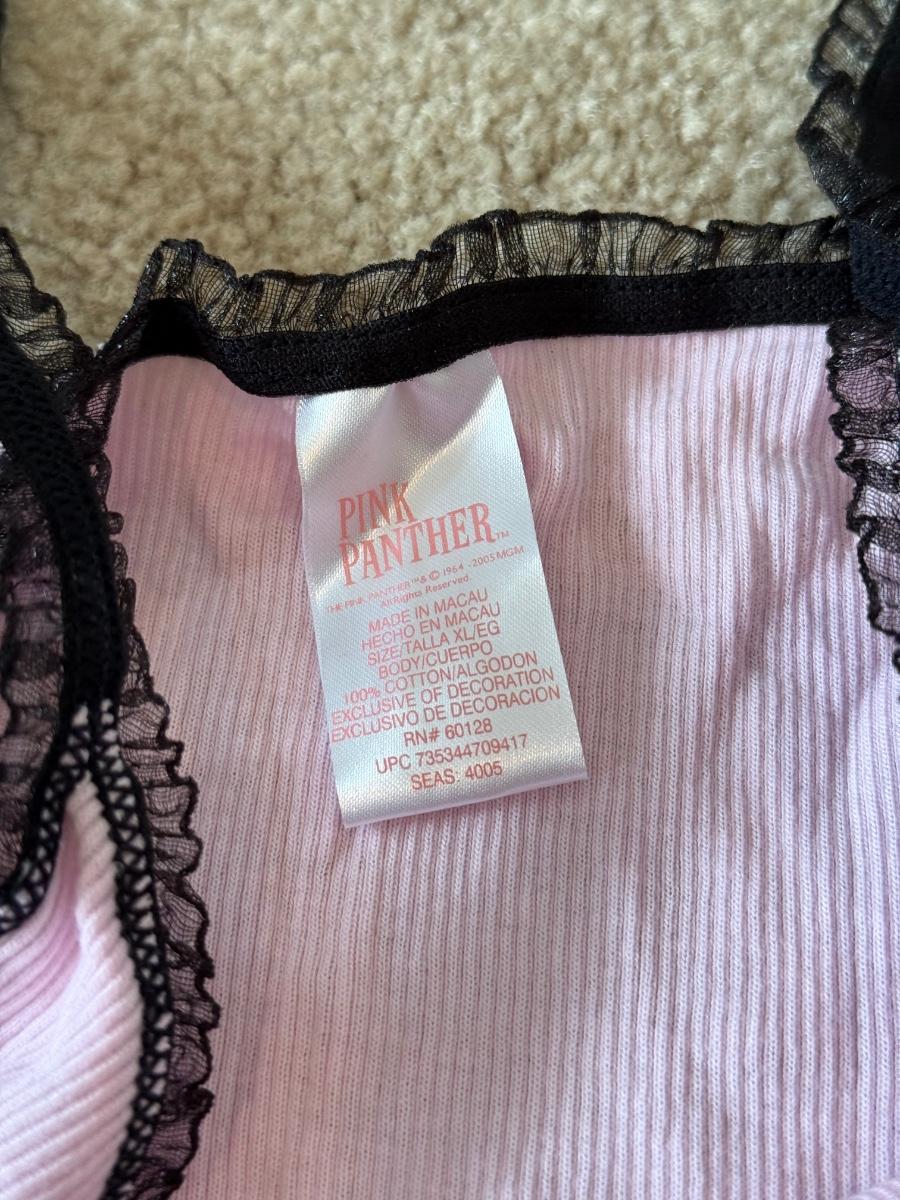 PINK
PANTHER™
THE PINK PANTHER™ & © 1964 -2005 MGM
All Rights Reserved
MADE IN MACAU
HECHO EN MACAU
SIZE/TALLA XL/EG
BODY/CUERPO
100% COTTON/ALGODON
EXCLUSIVE OF DECORATION
EXCLUSIVO DE DECORACION
RN# 60128
UPC 735344709417
SEAS: 4005